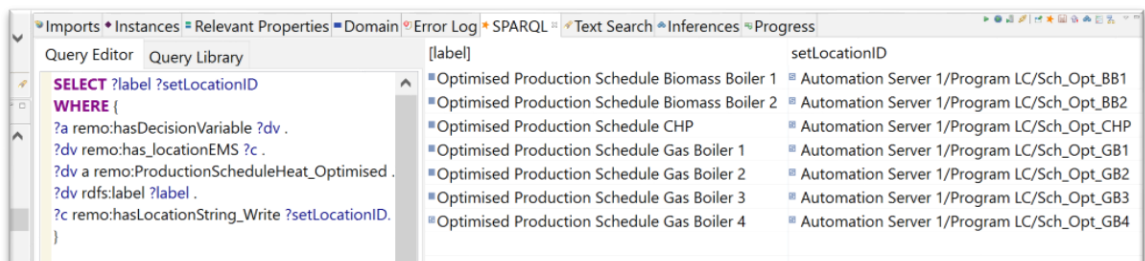 Imports Instances Relevant Properties Domain Error Log SPARQL Text Search Inferences Progress
Query Editor Query Library
SELECT ?label ?setLocationID
WHERE {
?a remo:hasDecisionVariable ?dv .
?dv remo:has_locationEMS ?c .
?dv a remo:ProductionScheduleHeat_Optimised .
?dv rdfs:label ?label .
?c remo:hasLocationString_Write ?setLocationID.
}
[label] setLocationID
Optimised Production Schedule Biomass Boiler 1 Automation Server 1/Program LC/Sch_Opt_BB1
Optimised Production Schedule Biomass Boiler 2 Automation Server 1/Program LC/Sch_Opt_BB2
Optimised Production Schedule CHP Automation Server 1/Program LC/Sch_Opt_CHP
Optimised Production Schedule Gas Boiler 1 Automation Server 1/Program LC/Sch_Opt_GB1
Optimised Production Schedule Gas Boiler 2 Automation Server 1/Program LC/Sch_Opt_GB2
Optimised Production Schedule Gas Boiler 3 Automation Server 1/Program LC/Sch_Opt_GB3
Optimised Production Schedule Gas Boiler 4 Automation Server 1/Program LC/Sch_Opt_GB4